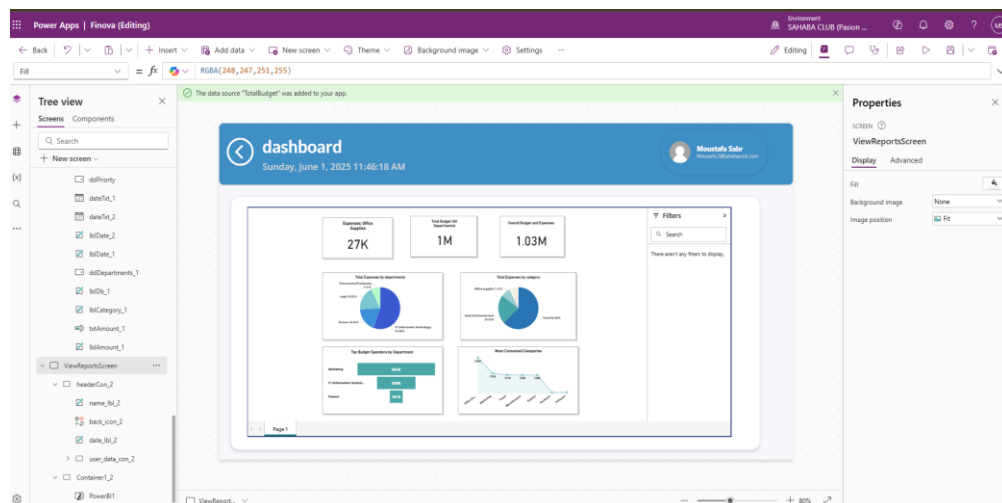 Power Apps | Finova (Editing)
Environment
SAHABA CLUB (Pasion ...
Back
Insert
Add data
New screen
Theme
Background image
Settings
...
Editing
Fill
= fx
RGBA(248,247,251,255)
Tree view
Screens
Components
Search
New screen
ddPriorty
dateTxt_1
dateTxt_2
lblDate_2
lblDate_1
ddDepartments_1
lblDb_1
lblCategory_1
txtAmount_1
lblAmount_1
ViewReportsScreen
headerCon_2
name_lbl_2
back_icon_2
date_lbl_2
user_data_con_2
Container1_2
PowerBI1
The data source "TotalBudget" was added to your app.
dashboard
Sunday, June 1, 2025 11:46:18 AM
Moustafa Sabr
Expenses Office Supplies
27K
Total Budget HR Departmental
1M
Overall Budget and Expenses
1.03M
Total Expenses by departments
Total Expenses by category
Top Budget Spenders by Department
Marketing
Finance
Most Consumed Categories
Filters
Search
There aren't any filters to display.
Page 1
ViewReport...
80%
Properties
SCREEN
ViewReportsScreen
Display
Advanced
Fill
Background image
None
Image position
Fit